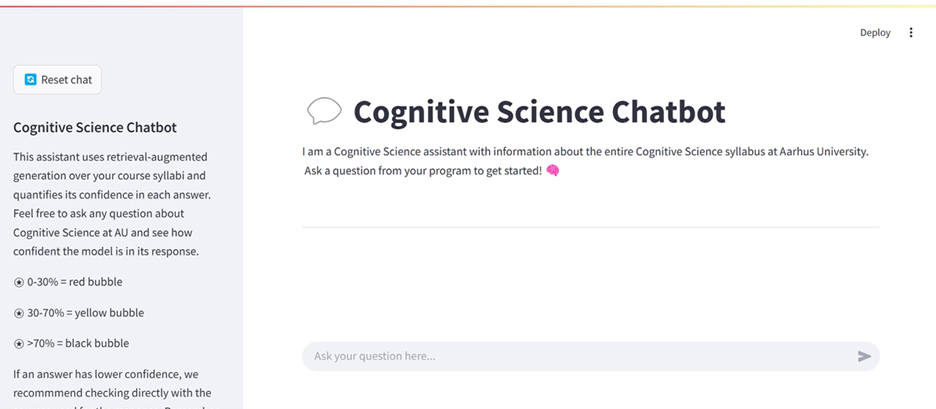 Deploy
Reset chat
Cognitive Science Chatbot
This assistant uses retrieval-augmented
generation over your course syllabi and
quantifies its confidence in each answer.
Feel free to ask any question about
Cognitive Science at AU and see how
confident the model is in its response.
0-30% = red bubble
30-70% = yellow bubble
>70% = black bubble
If an answer has lower confidence, we
recommmend checking directly with the
Cognitive Science Chatbot
I am a Cognitive Science assistant with information about the entire Cognitive Science syllabus at Aarhus University.
Ask a question from your program to get started!
Ask your question here...